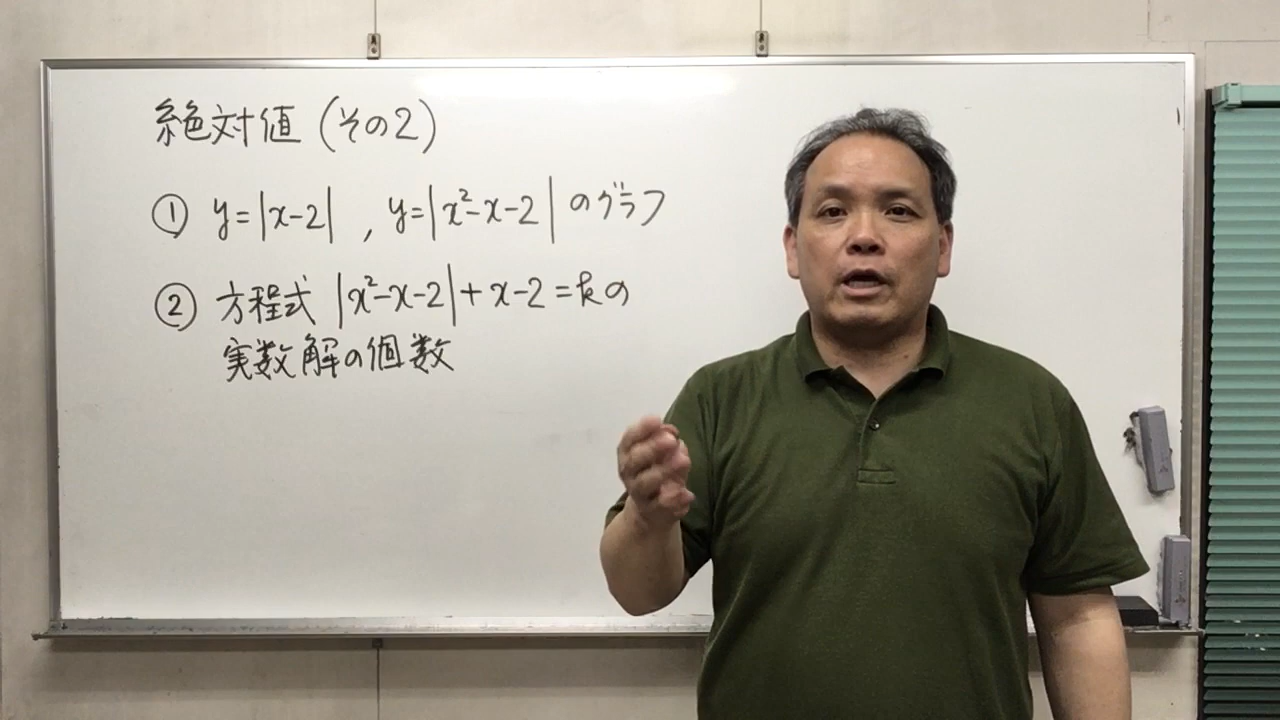 絶対値(その2)
① y=|x-2| , y=|x²-x-2| のグラフ
② 方程式 |x²-x-2|+x-2=kの
実数解の個数